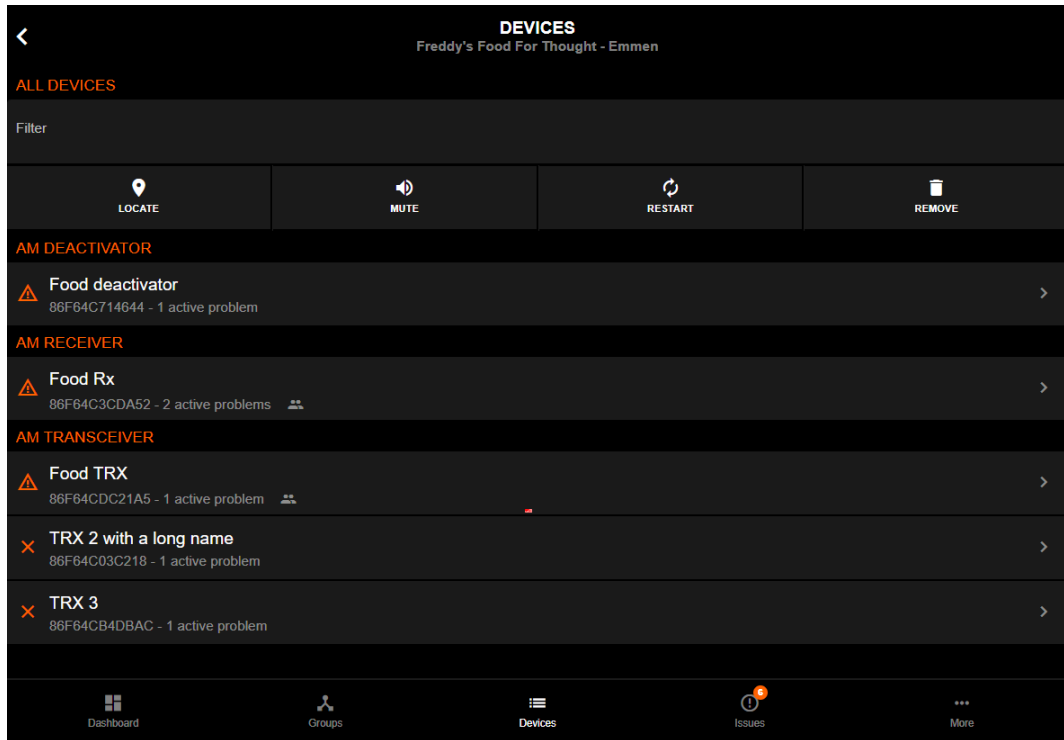 DEVICES
Freddy's Food For Thought - Emmen
ALL DEVICES
Filter
LOCATE
MUTE
RESTART
REMOVE
AM DEACTIVATOR
Food deactivator
86F64C714644 - 1 active problem
AM RECEIVER
Food Rx
86F64C3CDA52 - 2 active problems
AM TRANSCEIVER
Food TRX
86F64CDC21A5 - 1 active problem
TRX 2 with a long name
86F64C03C218 - 1 active problem
TRX 3
86F64CB4DBAC - 1 active problem
Dashboard
Groups
Devices
6
Issues
More